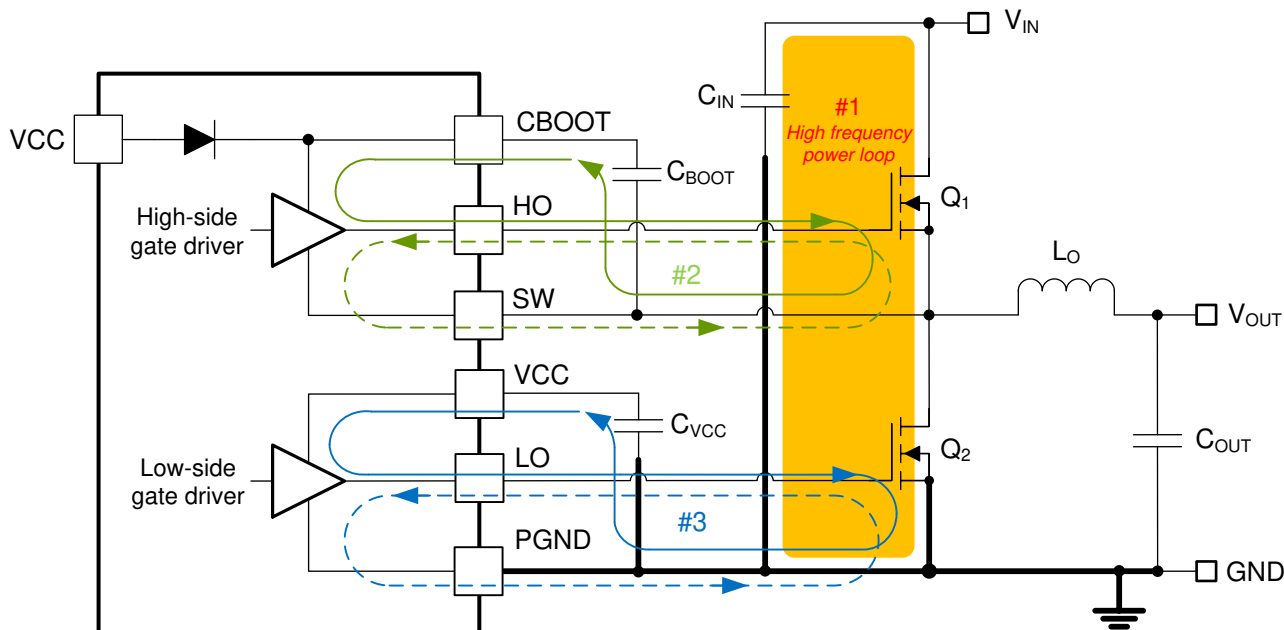 V_IN
C_IN
#1
High frequency
power loop
VCC
CBOOT
C_BOOT
Q_1
High-side
gate driver
HO
#2
SW
L_O
V_OUT
VCC
C_VCC
C_OUT
Q_2
Low-side
gate driver
LO
#3
PGND
GND